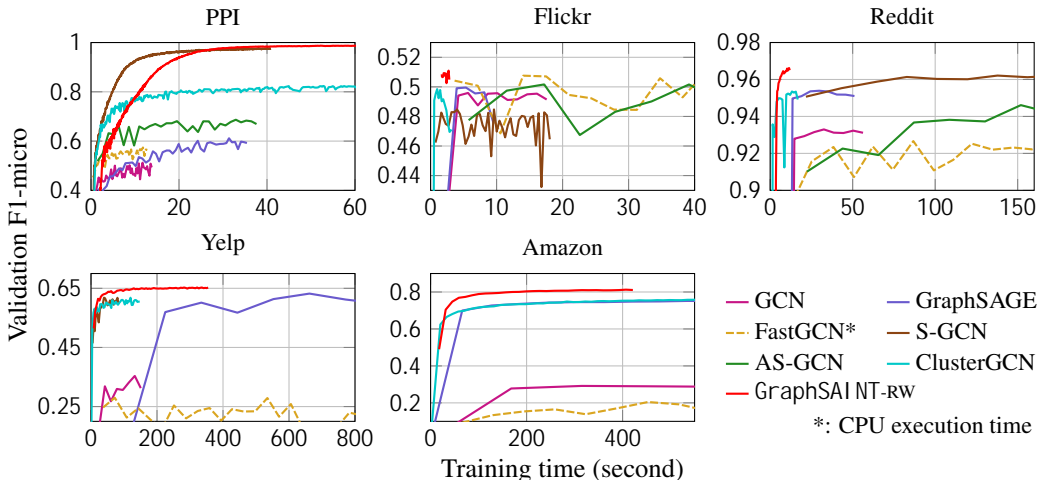 PPI
Flickr
Reddit
1
0.8
0.6
0.4
0 20 40 60
0.52
0.5
0.48
0.46
0.44
0 10 20 30 40
0.98
0.96
0.94
0.92
0.9
0 50 100 150
Validation F1-micro
Yelp
Amazon
0.65
0.45
0.25
0 200 400 600 800
0.8
0.6
0.4
0.2
0 200 400
Training time (second)
GCN
GraphSAGE
FastGCN*
S-GCN
AS-GCN
ClusterGCN
GraphSAINT-RW
*: CPU execution time